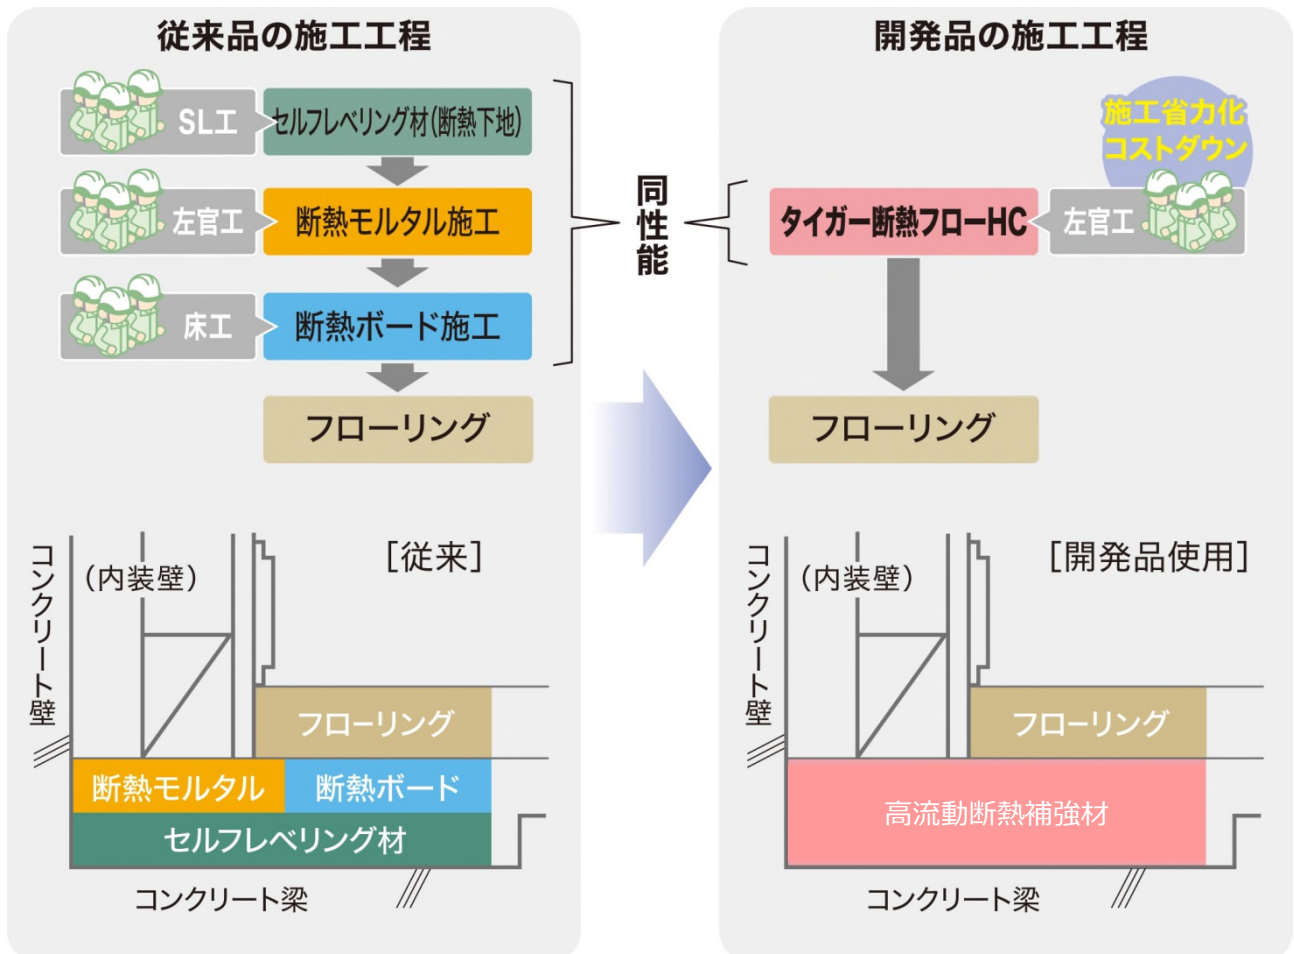 従来品の施工工程
SL工
セルフレベリング材(断熱下地)
左官工
断熱モルタル施工
床工
断熱ボード施工
フローリング
同性能
開発品の施工工程
施工省力化
コストダウン
タイガー断熱フローHC
左官工
フローリング
[従来]
(内装壁)
コンクリート壁
フローリング
断熱モルタル
断熱ボード
セルフレベリング材
コンクリート梁
[開発品使用]
(内装壁)
コンクリート壁
フローリング
高流動断熱補強材
コンクリート梁